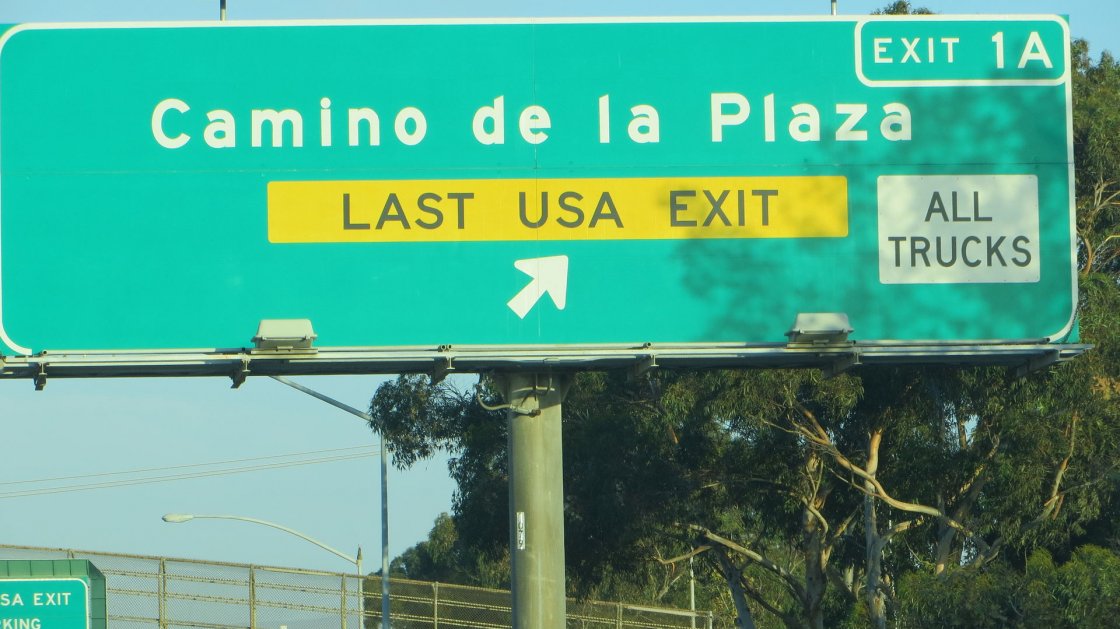 EXIT 1A
Camino de la Plaza
LAST USA EXIT
ALL
TRUCKS
EXIT